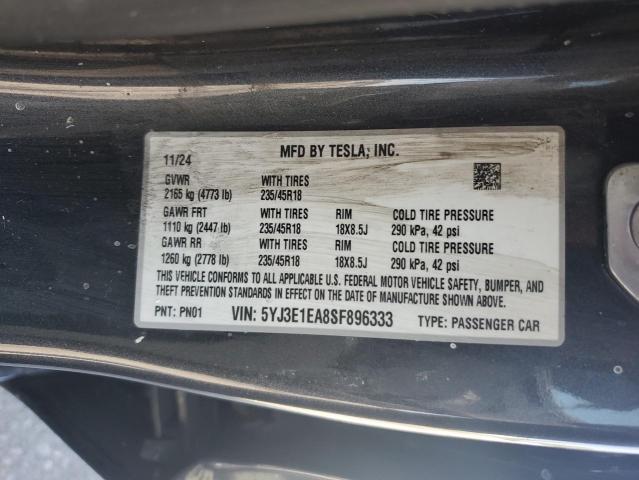 MFD BY TESLA, INC.
11/24
GVWR WITH TIRES
2165 kg (4773 lb) 235/45R18
GAWR FRT WITH TIRES RIM COLD TIRE PRESSURE
1110 kg (2447 lb) 235/45R18 18X8.5J 290 kPa, 42 psi
GAWR RR WITH TIRES RIM COLD TIRE PRESSURE
1260 kg (2778 lb) 235/45R18 18X8.5J 290 kPa, 42 psi
THIS VEHICLE CONFORMS TO ALL APPLICABLE U.S. FEDERAL MOTOR VEHICLE SAFETY, BUMPER, AND
THEFT PREVENTION STANDARDS IN EFFECT ON THE DATE OF MANUFACTURE SHOWN ABOVE.
PNT: PN01 VIN: 5YJ3E1EA8SF896333 TYPE: PASSENGER CAR